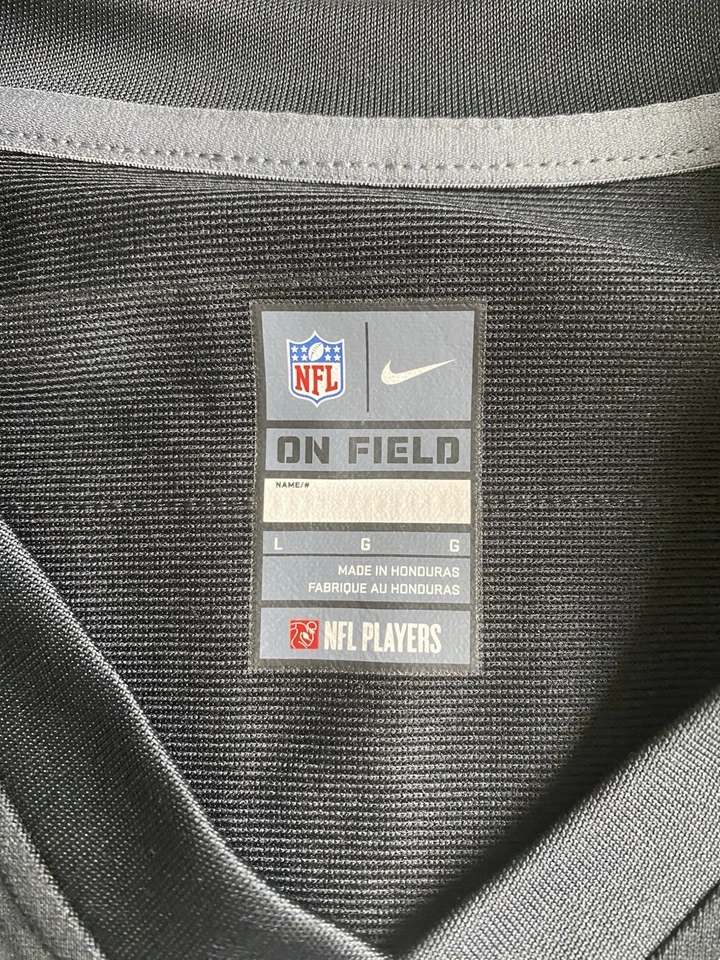 NFL
ON FIELD
NAME/#
L G G
MADE IN HONDURAS
FABRIQUE AU HONDURAS
NFL PLAYERS